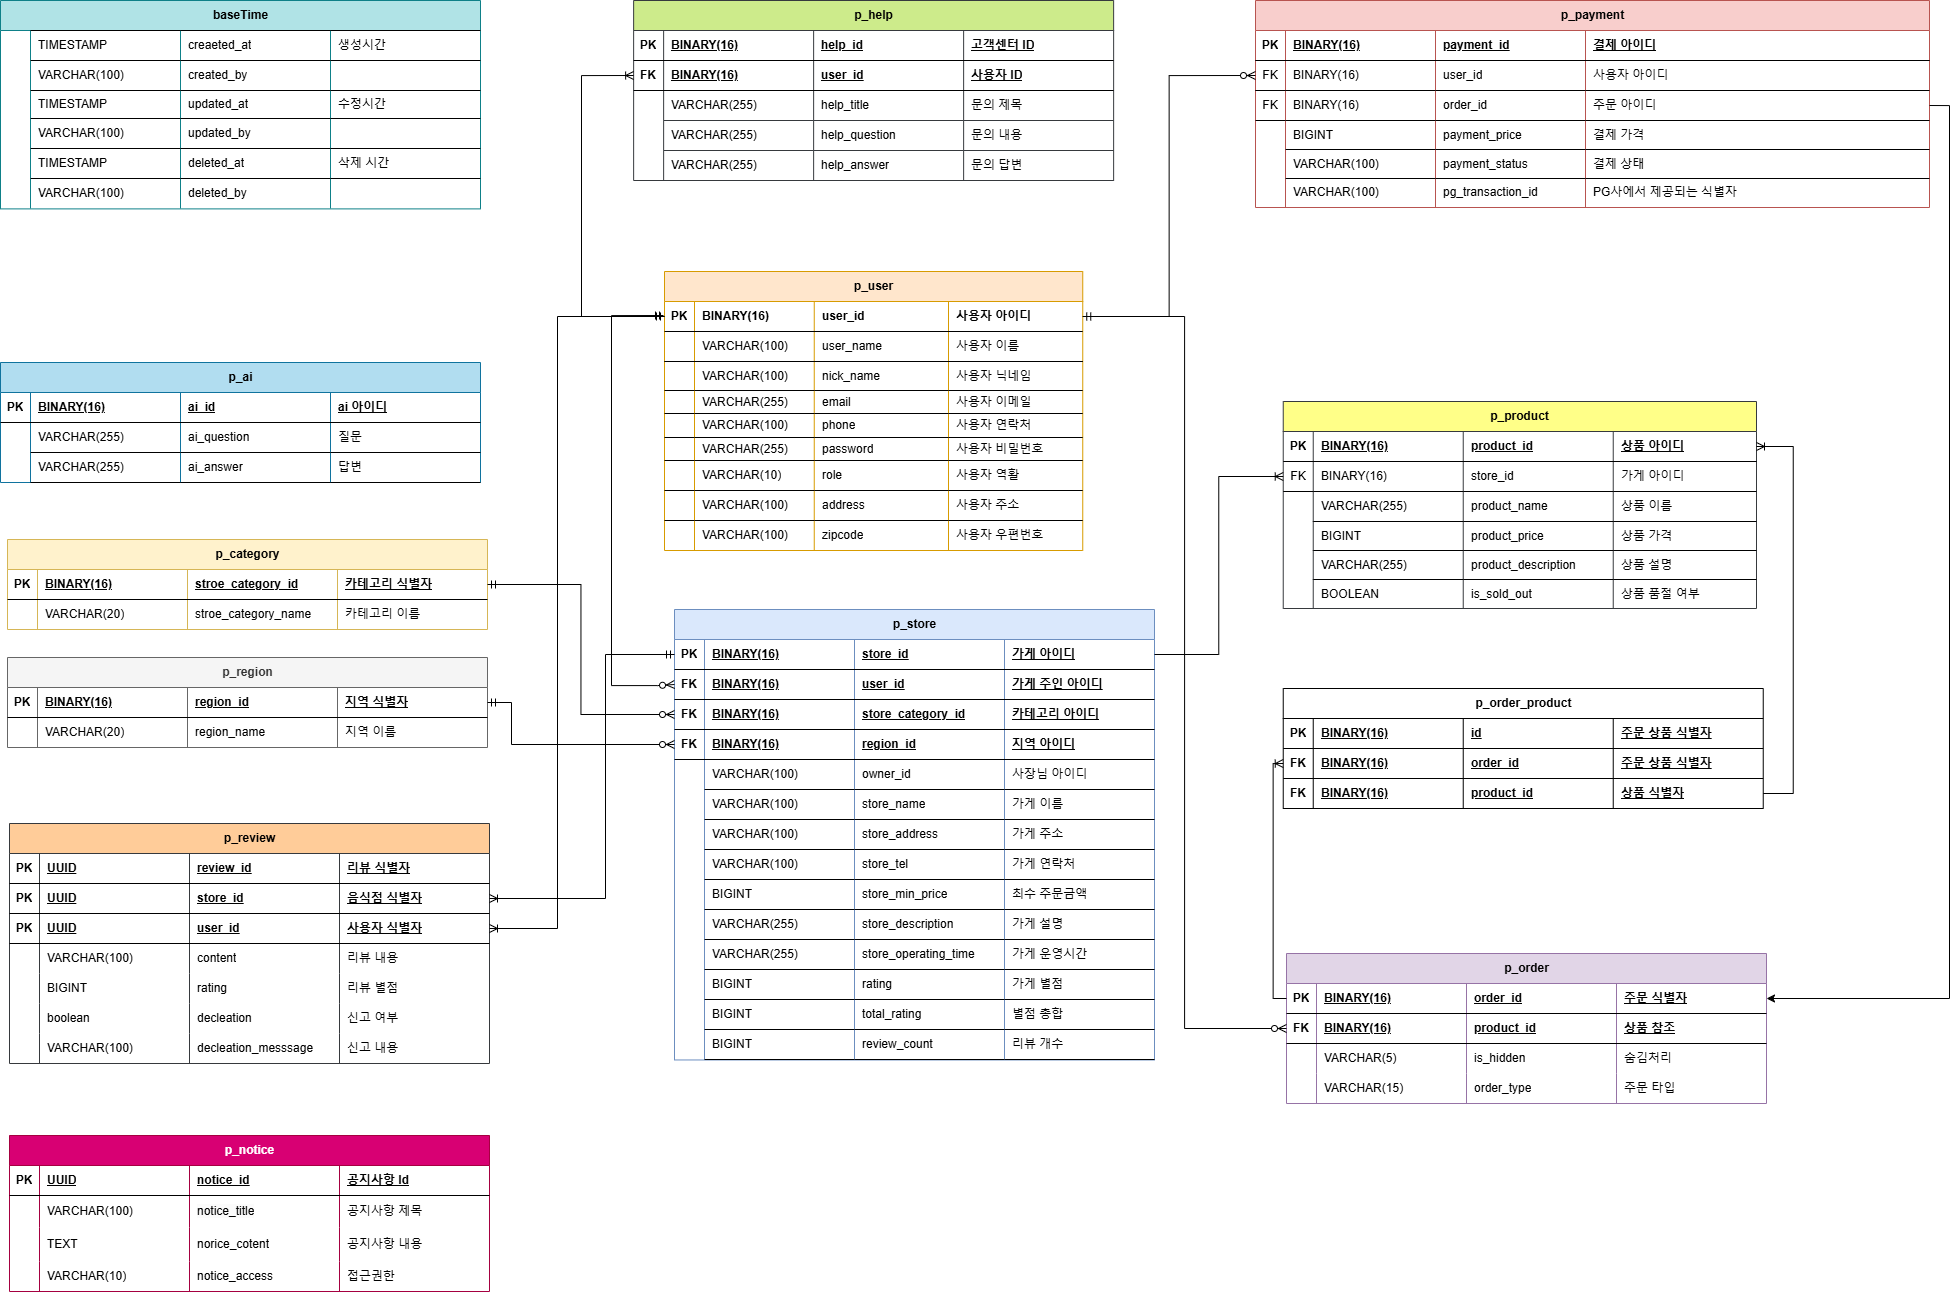 baseTime
TIMESTAMP creaeted_at 생성시간
VARCHAR(100) created_by
TIMESTAMP updated_at 수정시간
VARCHAR(100) updated_by
TIMESTAMP deleted_at 삭제 시간
VARCHAR(100) deleted_by
p_help
PK BINARY(16) help_id 고객센터 ID
FK BINARY(16) user_id 사용자 ID
VARCHAR(255) help_title 문의 제목
VARCHAR(255) help_question 문의 내용
VARCHAR(255) help_answer 문의 답변
p_payment
PK BINARY(16) payment_id 결제 아이디
FK BINARY(16) user_id 사용자 아이디
FK BINARY(16) order_id 주문 아이디
BIGINT payment_price 결제 가격
VARCHAR(100) payment_status 결제 상태
VARCHAR(100) pg_transaction_id PG사에서 제공되는 식별자
p_user
PK BINARY(16) user_id 사용자 아이디
VARCHAR(100) user_name 사용자 이름
VARCHAR(100) nick_name 사용자 닉네임
VARCHAR(255) email 사용자 이메일
VARCHAR(100) phone 사용자 연락처
VARCHAR(255) password 사용자 비밀번호
VARCHAR(10) role 사용자 역활
VARCHAR(100) address 사용자 주소
VARCHAR(100) zipcode 사용자 우편번호
p_ai
PK BINARY(16) ai_id ai 아이디
VARCHAR(255) ai_question 질문
VARCHAR(255) ai_answer 답변
p_product
PK BINARY(16) product_id 상품 아이디
FK BINARY(16) store_id 가게 아이디
VARCHAR(255) product_name 상품 이름
BIGINT product_price 상품 가격
VARCHAR(255) product_description 상품 설명
BOOLEAN is_sold_out 상품 품절 여부
p_category
PK BINARY(16) stroe_category_id 카테고리 식별자
VARCHAR(20) stroe_category_name 카테고리 이름
p_region
PK BINARY(16) region_id 지역 식별자
VARCHAR(20) region_name 지역 이름
p_store
PK BINARY(16) store_id 가게 아이디
FK BINARY(16) user_id 가게 주인 아이디
FK BINARY(16) store_category_id 카테고리 아이디
FK BINARY(16) region_id 지역 아이디
VARCHAR(100) owner_id 사장님 아이디
VARCHAR(100) store_name 가게 이름
VARCHAR(100) store_address 가게 주소
VARCHAR(100) store_tel 가게 연락처
BIGINT store_min_price 최수 주문금액
VARCHAR(255) store_description 가게 설명
VARCHAR(255) store_operating_time 가게 운영시간
BIGINT rating 가게 별점
BIGINT total_rating 별점 총합
BIGINT review_count 리뷰 개수
p_order_product
PK BINARY(16) id 주문 상품 식별자
FK BINARY(16) order_id 주문 상품 식별자
FK BINARY(16) product_id 상품 식별자
p_review
PK UUID review_id 리뷰 식별자
PK UUID store_id 음식점 식별자
PK UUID user_id 사용자 식별자
VARCHAR(100) content 리뷰 내용
BIGINT rating 리뷰 별점
boolean decleation 신고 여부
VARCHAR(100) decleation_messsage 신고 내용
p_order
PK BINARY(16) order_id 주문 식별자
FK BINARY(16) product_id 상품 참조
VARCHAR(5) is_hidden 숨김처리
VARCHAR(15) order_type 주문 타입
p_notice
PK UUID notice_id 공지사항 Id
VARCHAR(100) notice_title 공지사항 제목
TEXT norice_cotent 공지사항 내용
VARCHAR(10) notice_access 접근권한